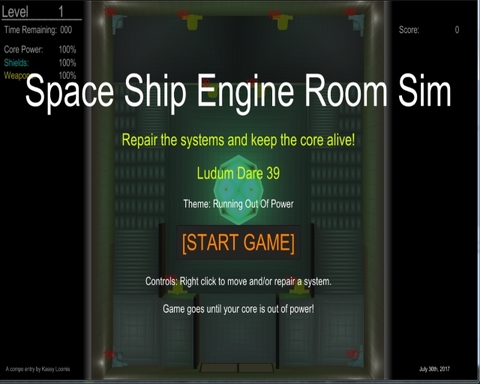 Level 1
Time Remaining: 000
Score: 0
Core Power: 100%
Shields: 100%
Weapon 100%
Space Ship Engine Room Sim
Repair the systems and keep the core alive!
Ludum Dare 39
Theme: Running Out Of Power
[START GAME]
Controls: Right click to move and/or repair a system.
Game goes until your core is out of power!
A compo entry by Kasey Loomis
July 30th, 2017